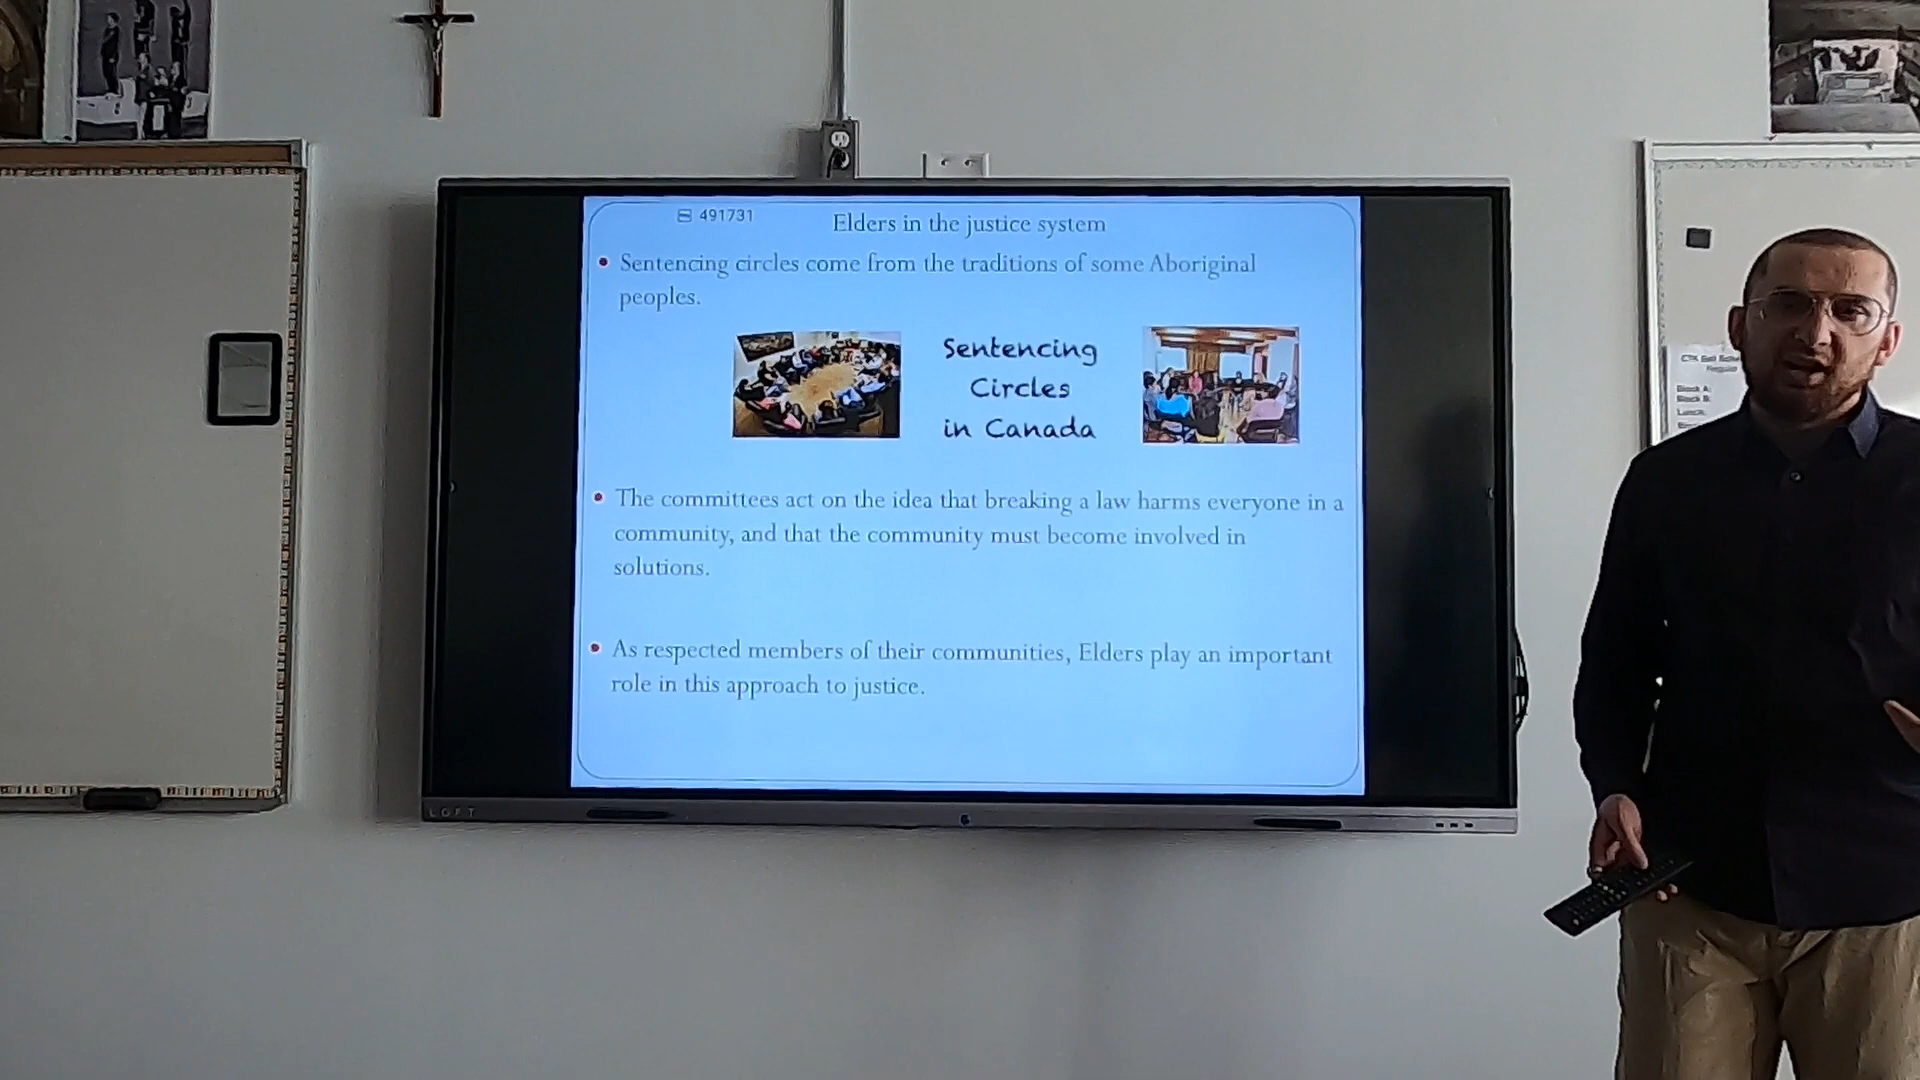 491731
Elders in the justice system
• Sentencing circles come from the traditions of some Aboriginal
peoples.
Sentencing
Circles
in Canada
• The committees act on the idea that breaking a law harms everyone in a
community, and that the community must become involved in
solutions.
• As respected members of their communities, Elders play an important
role in this approach to justice.
LOFT
Block A:
Block B:
Lunch: